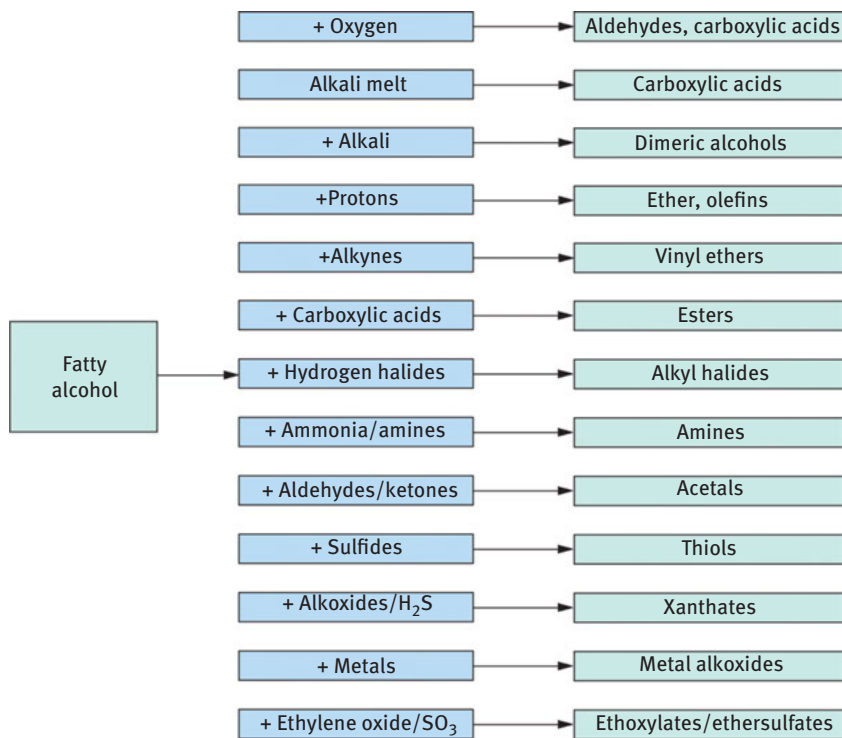 + Oxygen
Aldehydes, carboxylic acids
Alkali melt
Carboxylic acids
+ Alkali
Dimeric alcohols
+Protons
Ether, olefins
+Alkynes
Vinyl ethers
+ Carboxylic acids
Esters
Fatty
alcohol
+ Hydrogen halides
Alkyl halides
+ Ammonia/amines
Amines
+ Aldehydes/ketones
Acetals
+ Sulfides
Thiols
+ Alkoxides/H₂S
Xanthates
+ Metals
Metal alkoxides
+ Ethylene oxide/SO₃
Ethoxylates/ethersulfates